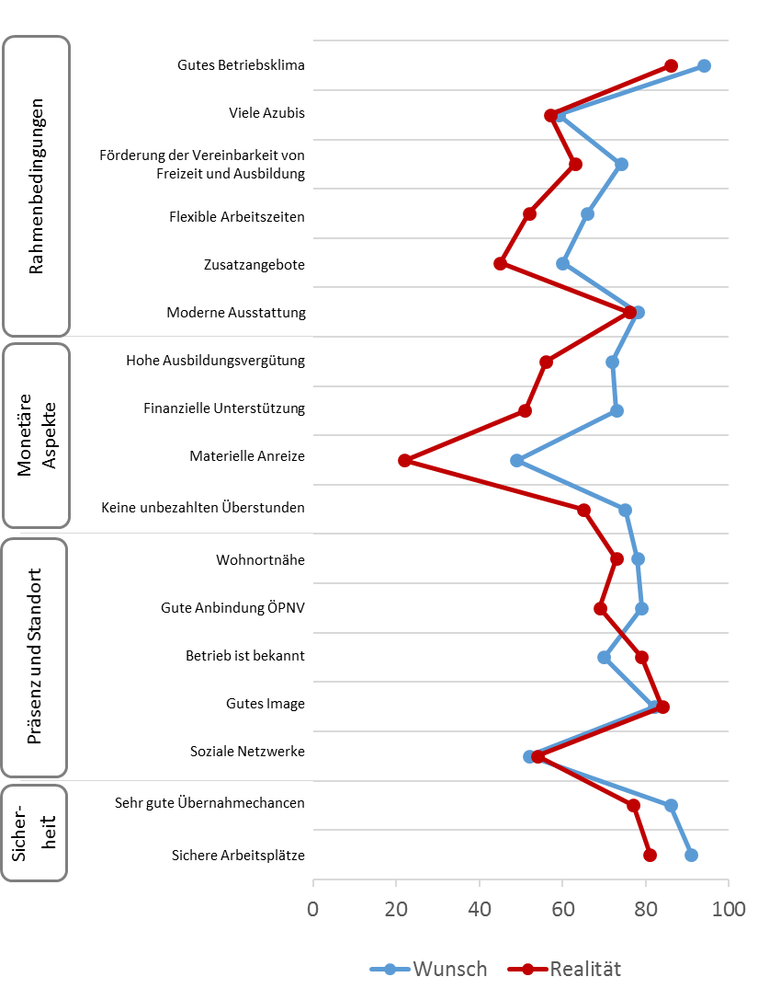 Rahmenbedingungen
Gutes Betriebsklima
Viele Azubis
Förderung der Vereinbarkeit von
Freizeit und Ausbildung
Flexible Arbeitszeiten
Zusatzangebote
Moderne Ausstattung
Monetäre
Aspekte
Hohe Ausbildungsvergütung
Finanzielle Unterstützung
Materielle Anreize
Keine unbezahlten Überstunden
Präsenz und Standort
Wohnortnähe
Gute Anbindung ÖPNV
Betrieb ist bekannt
Gutes Image
Soziale Netzwerke
Sicher-
heit
Sehr gute Übernahmechancen
Sichere Arbeitsplätze
0 20 40 60 80 100
Wunsch Realität